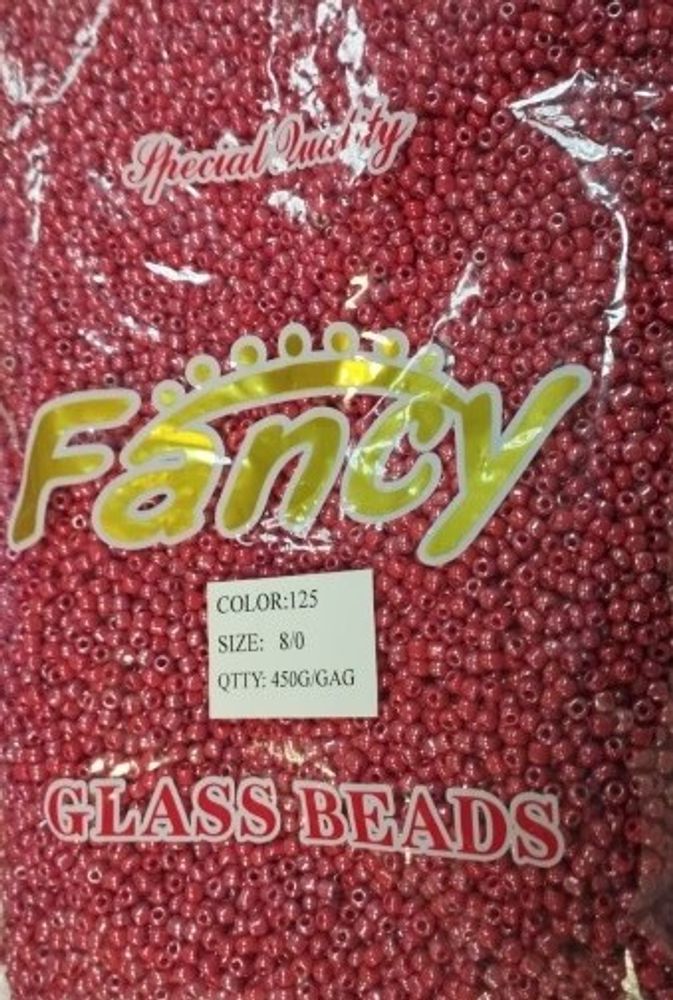 Special Quality
Fancy
COLOR:125
SIZE: 8/0
QTTY: 450G/GAG
GLASS BEADS